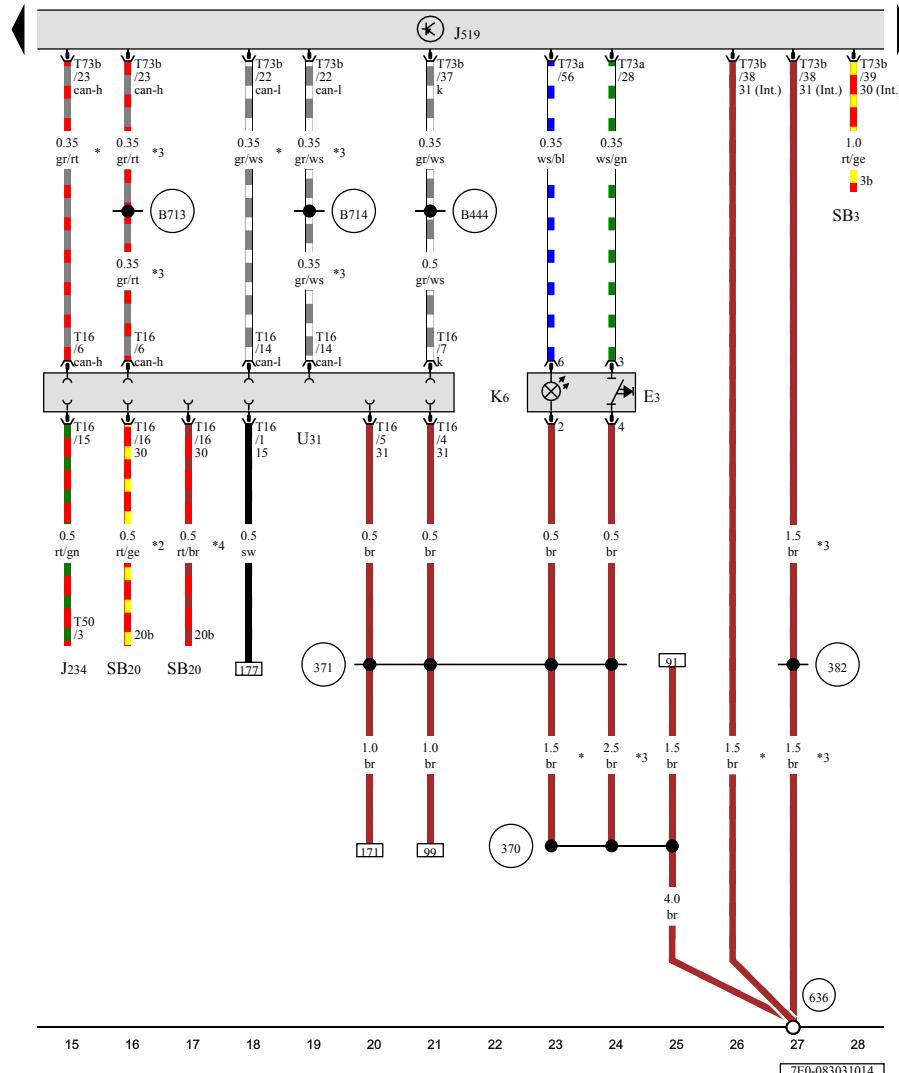 J519
T73b T73b T73b T73b T73b T73a T73a T73b T73b T73b
/23 /23 /22 /22 /37 /56 /28 /38 /38 /39
can-h can-h can-l can-l k 31 (Int.) 31 (Int.) 30 (Int.)
0.35 0.35 0.35 0.35 0.35 0.35 0.35 1.0
gr/rt * gr/rt *3 gr/ws * gr/ws *3 gr/ws ws/bl ws/gn rt/ge
3b
B713 B714 B444 SB3
0.35 0.35 0.5
gr/rt *3 gr/ws *3 gr/ws
T16 T16 T16 T16 T16
/6 /6 /14 /14 /7
can-h can-h can-l can-l k 6 3
K6 E3
T16 T16 T16 T16 U31 T16 T16 2 4
/15 /16 /16 /1 /5 /4
30 30 15 31 31
0.5 0.5 0.5 0.5 0.5 0.5 0.5 0.5 1.5
rt/gn rt/ge *2 rt/br *4 sw br br br br br *3
T50
/3 20b 20b
J234 SB20 SB20 177 371 91 382
1.0 1.0 1.5 2.5 1.5 1.5 1.5
br br br * br *3 br br * br *3
171 99 370
4.0
br
636
15 16 17 18 19 20 21 22 23 24 25 26 27 28
7E0-083031014